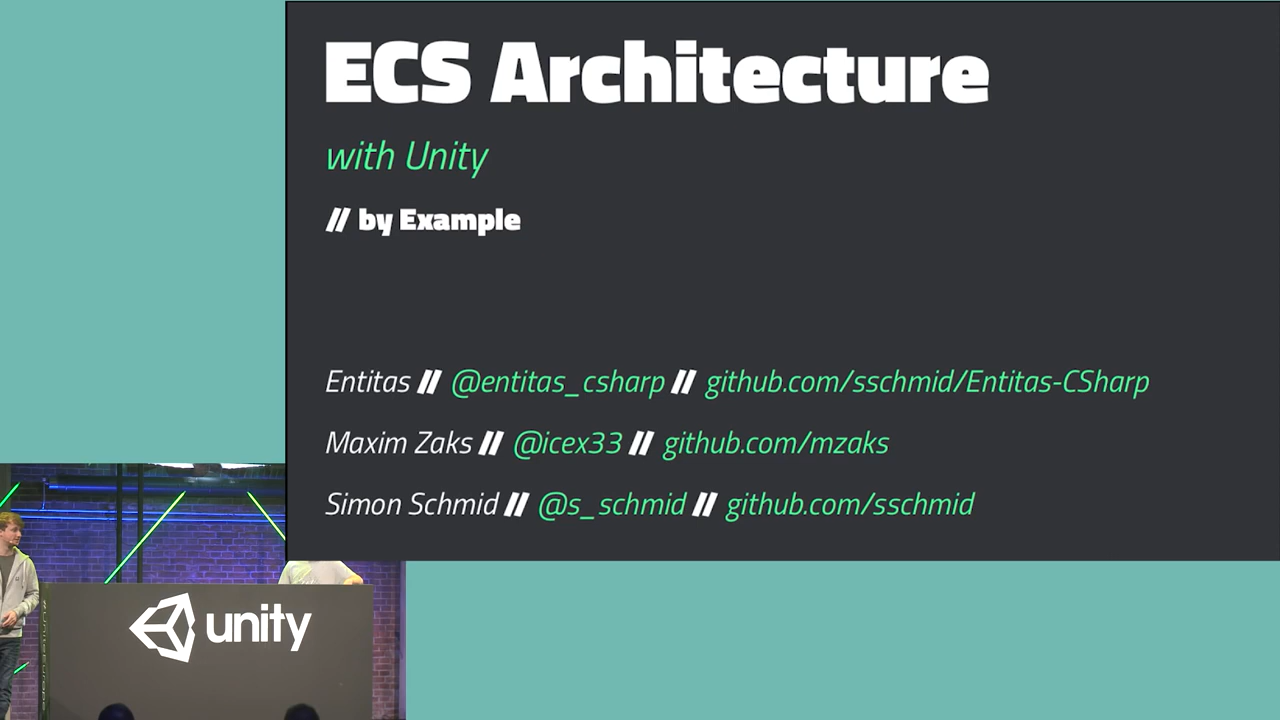 ECS Architecture
with Unity
// by Example
Entitas // @entitas_csharp // github.com/sschmid/Entitas-CSharp
Maxim Zaks // @icex33 // github.com/mzaks
Simon Schmid // @s_schmid // github.com/sschmid
unity
#UniteEurope